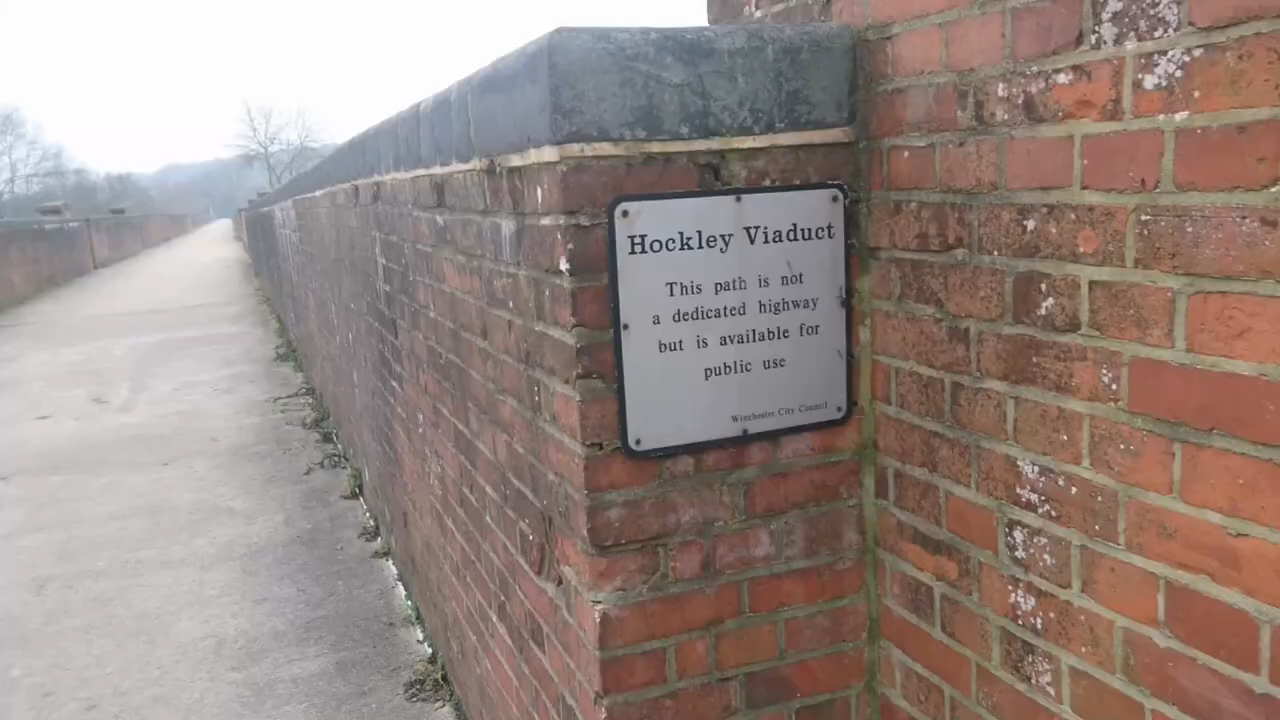 Hockley Viaduct
This path is not
a dedicated highway
but is available for
public use
Winchester City Council